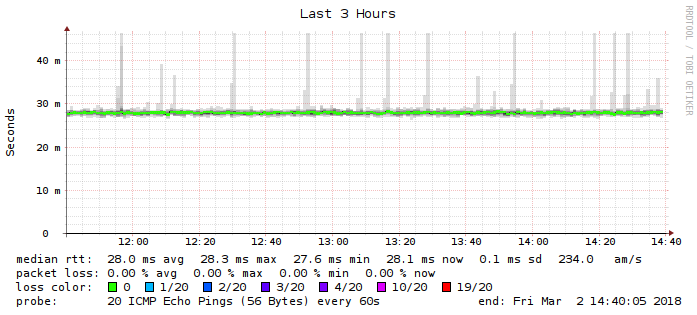 Last 3 Hours
RRDTOOL / TOBI OETIKER
Seconds
40 m
30 m
20 m
10 m
0
12:00 12:20 12:40 13:00 13:20 13:40 14:00 14:20 14:40
median rtt: 28.0 ms avg 28.3 ms max 27.6 ms min 28.1 ms now 0.1 ms sd 234.0 am/s
packet loss: 0.00 % avg 0.00 % max 0.00 % min 0.00 % now
loss color: 0 1/20 2/20 3/20 4/20 10/20 19/20
probe: 20 ICMP Echo Pings (56 Bytes) every 60s end: Fri Mar 2 14:40:05 2018